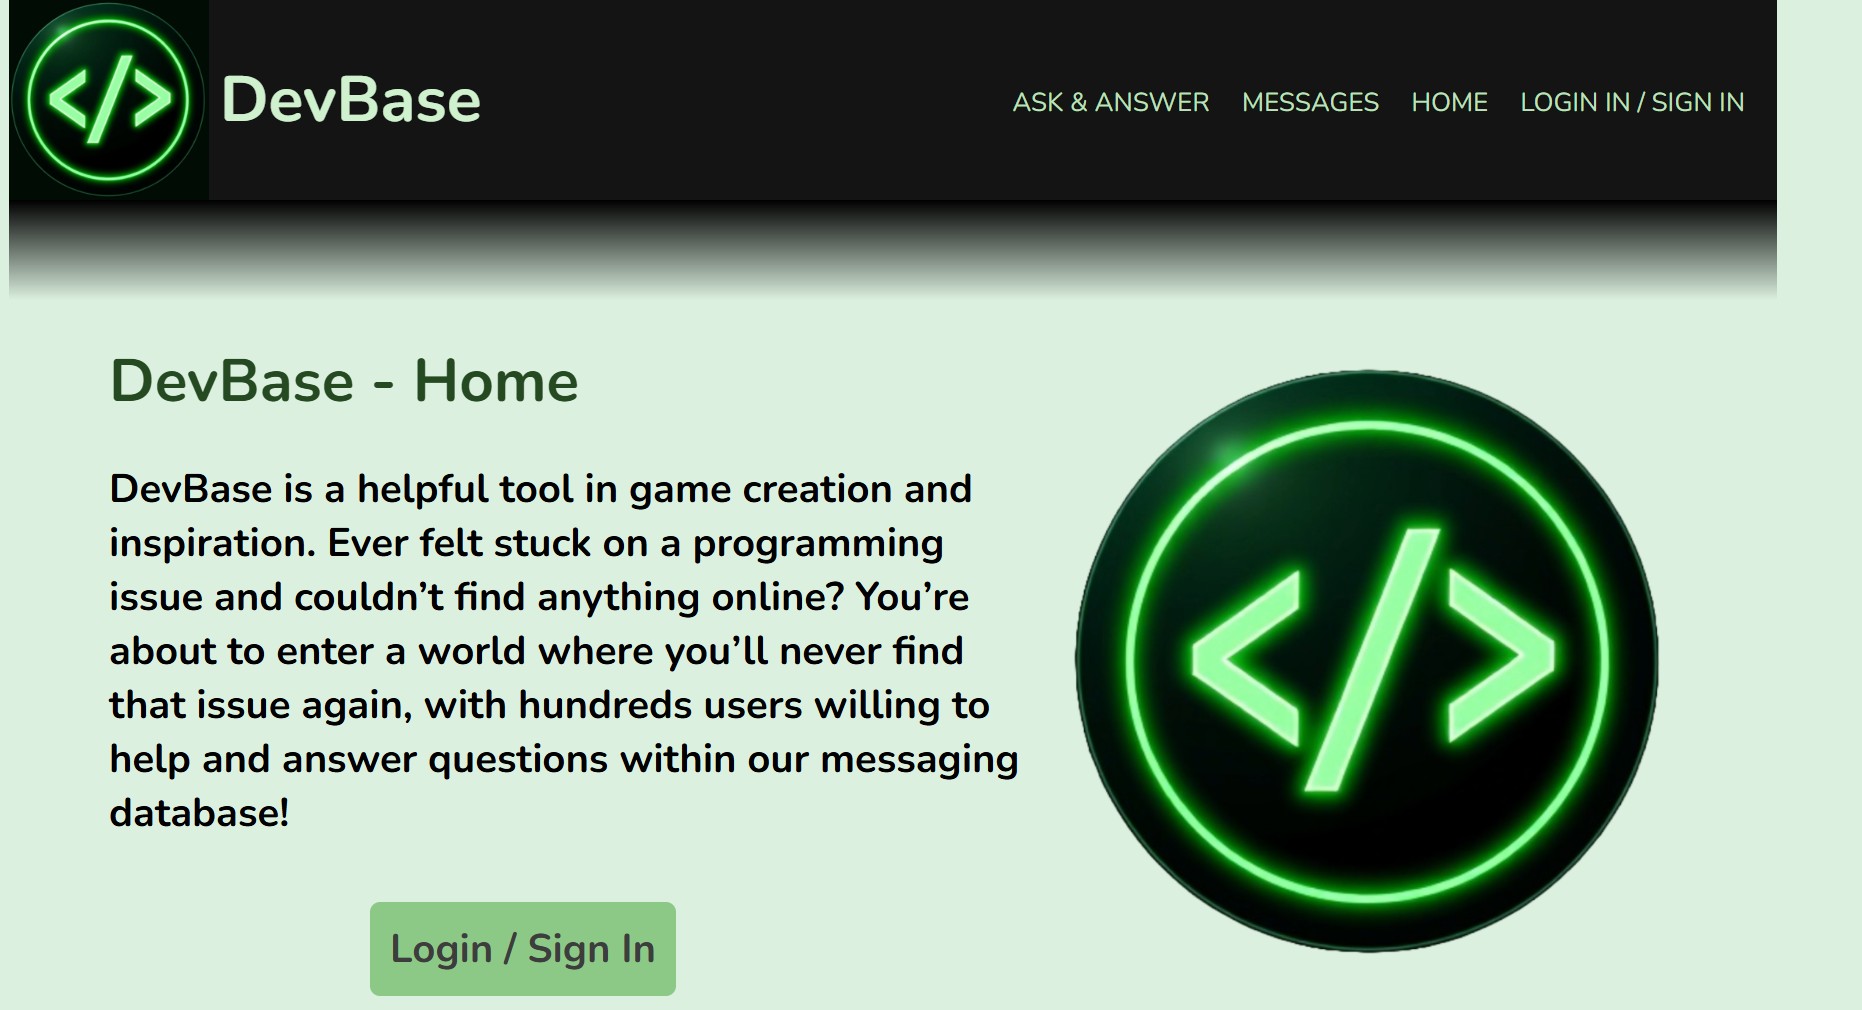 </>
DevBase
ASK & ANSWER MESSAGES HOME LOGIN IN / SIGN IN
DevBase - Home
DevBase is a helpful tool in game creation and
inspiration. Ever felt stuck on a programming
issue and couldn’t find anything online? You’re
about to enter a world where you’ll never find
that issue again, with hundreds users willing to
help and answer questions within our messaging
database!
</>
Login / Sign In